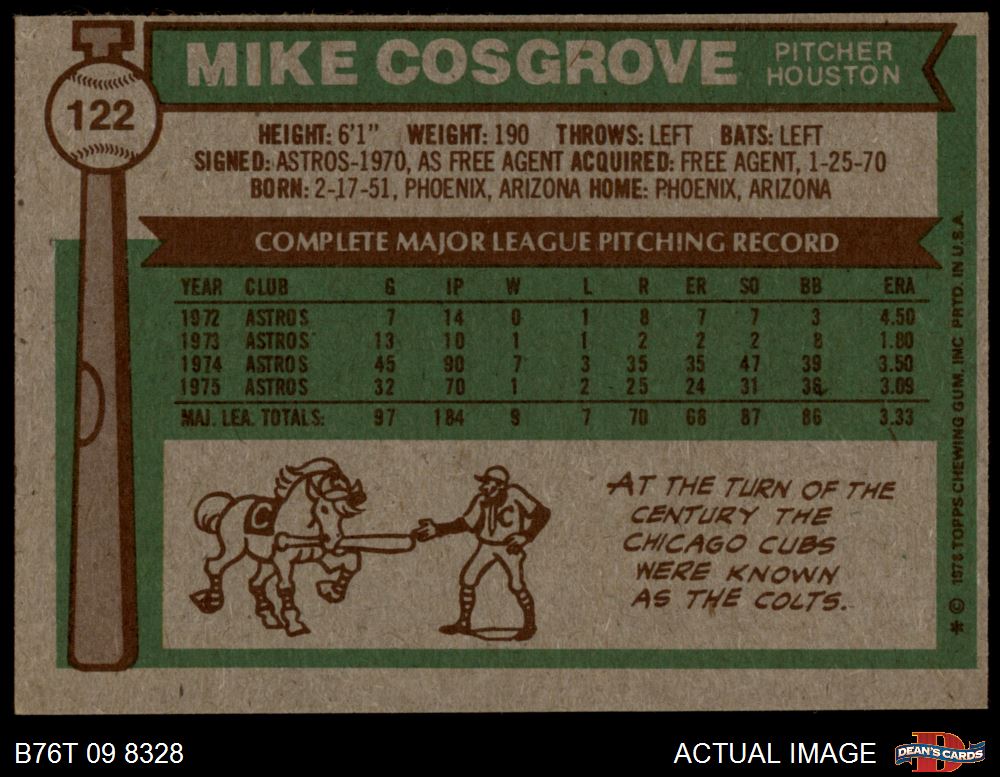 MIKE COSGROVE
PITCHER
HOUSTON
122
HEIGHT: 6'1" WEIGHT: 190 THROWS: LEFT BATS: LEFT
SIGNED: ASTROS-1970, AS FREE AGENT ACQUIRED: FREE AGENT, 1-25-70
BORN: 2-17-51, PHOENIX, ARIZONA HOME: PHOENIX, ARIZONA
COMPLETE MAJOR LEAGUE PITCHING RECORD
YEAR CLUB G IP W L R ER SO BB ERA
1972 ASTROS 7 14 0 1 8 7 7 3 4.50
1973 ASTROS 13 10 1 1 2 2 2 8 1.80
1974 ASTROS 45 90 7 3 35 35 47 39 3.50
1975 ASTROS 32 70 1 2 25 24 31 36 3.09
MAJ. LEA. TOTALS: 97 184 9 7 70 68 87 86 3.33
C
C
AT THE TURN OF THE
CENTURY THE
CHICAGO CUBS
WERE KNOWN
AS THE COLTS.
* © 1976 TOPPS CHEWING GUM, INC. PRTD. IN U.S.A.
B76T 09 8328
ACTUAL IMAGE
D
DEAN'S CARDS